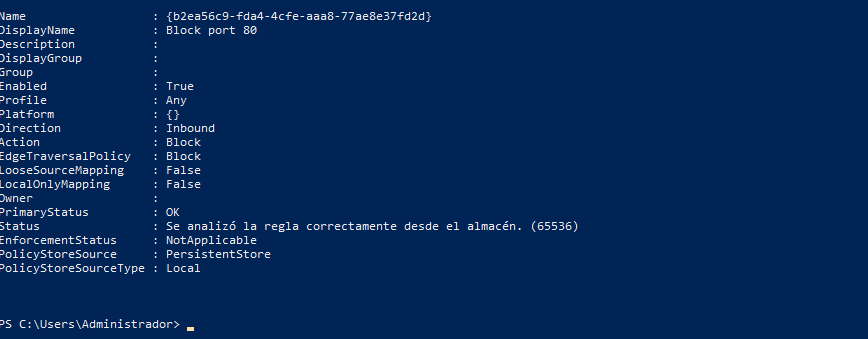 Name                  : {b2ea56c9-fda4-4cfe-aaa8-77ae8e37fd2d}
DisplayName           : Block port 80
Description           :
DisplayGroup          :
Group                 :
Enabled               : True
Profile               : Any
Platform              : {}
Direction             : Inbound
Action                : Block
EdgeTraversalPolicy   : Block
LooseSourceMapping    : False
LocalOnlyMapping      : False
Owner                 :
PrimaryStatus         : OK
Status                : Se analizó la regla correctamente desde el almacén. (65536)
EnforcementStatus     : NotApplicable
PolicyStoreSource     : PersistentStore
PolicyStoreSourceType : Local
PS C:\Users\Administrador> _